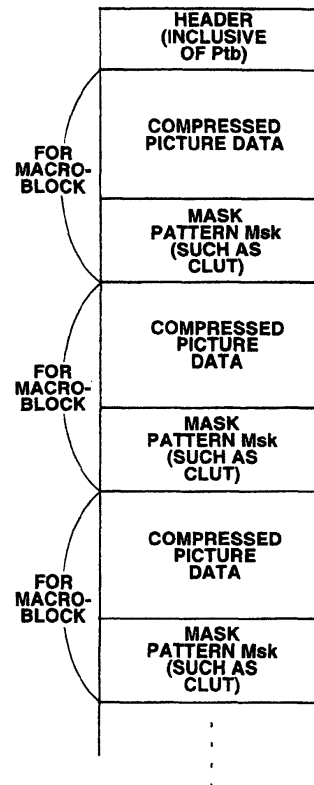 HEADER
(INCLUSIVE
OF Ptb)
COMPRESSED
PICTURE DATA
FOR
MACRO-
BLOCK
MASK
PATTERN Msk
(SUCH AS
CLUT)
COMPRESSED
PICTURE
DATA
FOR
MACRO-
BLOCK
MASK
PATTERN Msk
(SUCH AS
CLUT)
COMPRESSED
PICTURE
DATA
FOR
MACRO-
BLOCK
MASK
PATTERN Msk
(SUCH AS
CLUT)